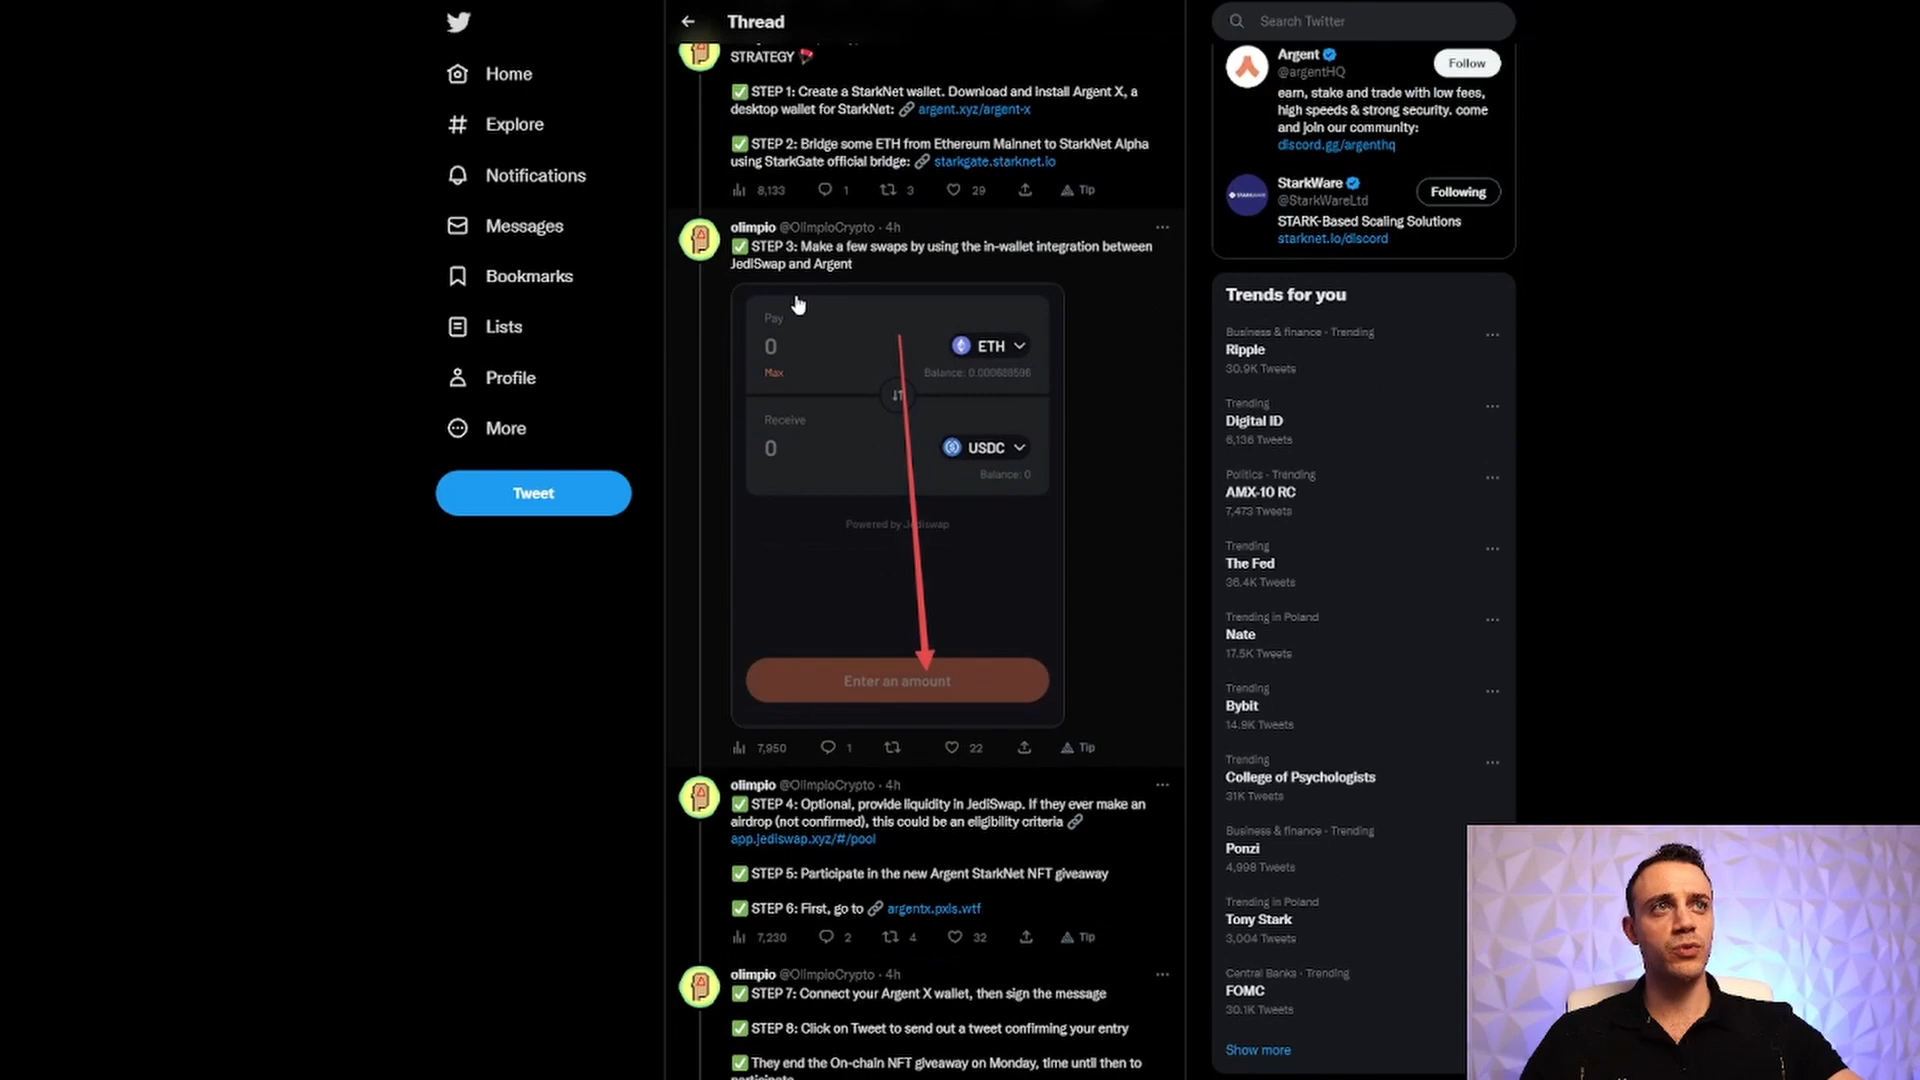 Home
Explore
Notifications
Messages
Bookmarks
Lists
Profile
More
Tweet
Thread
STRATEGY
STEP 1: Create a StarkNet wallet. Download and install Argent X, a
desktop wallet for StarkNet: argent.xyz/argent-x
STEP 2: Bridge some ETH from Ethereum Mainnet to StarkNet Alpha
using StarkGate official bridge: starkgate.starknet.io
8,133 1 3 29 Tip
olimpio @OlimpioCrypto · 4h
STEP 3: Make a few swaps by using the in-wallet integration between
JediSwap and Argent
Pay
0 ETH
Max Balance: 0.000688596
Receive
0 USDC
Balance: 0
Powered by Jediswap
Enter an amount
7,950 1 22 Tip
olimpio @OlimpioCrypto · 4h
STEP 4: Optional, provide liquidity in JediSwap. If they ever make an
airdrop (not confirmed), this could be an eligibility criteria
app.jediswap.xyz/#/pool
STEP 5: Participate in the new Argent StarkNet NFT giveaway
STEP 6: First, go to argentx.pxls.wtf
7,230 2 4 32 Tip
olimpio @OlimpioCrypto · 4h
STEP 7: Connect your Argent X wallet, then sign the message
STEP 8: Click on Tweet to send out a tweet confirming your entry
They end the On-chain NFT giveaway on Monday, time until then to
Search Twitter
Argent
@argentHQ
Follow
earn, stake and trade with low fees,
high speeds & strong security. come
and join our community:
discord.gg/argenthq
StarkWare
@StarkWareLtd
Following
STARK-Based Scaling Solutions
starknet.io/discord
Trends for you
Business & finance · Trending
Ripple
30.9K Tweets
Trending
Digital ID
6,136 Tweets
Politics · Trending
AMX-10 RC
7,473 Tweets
Trending
The Fed
36.4K Tweets
Trending in Poland
Nate
17.5K Tweets
Trending
Bybit
14.9K Tweets
Trending
College of Psychologists
31K Tweets
Business & finance · Trending
Ponzi
4,998 Tweets
Trending in Poland
Tony Stark
3,004 Tweets
Central Banks · Trending
FOMC
30.1K Tweets
Show more